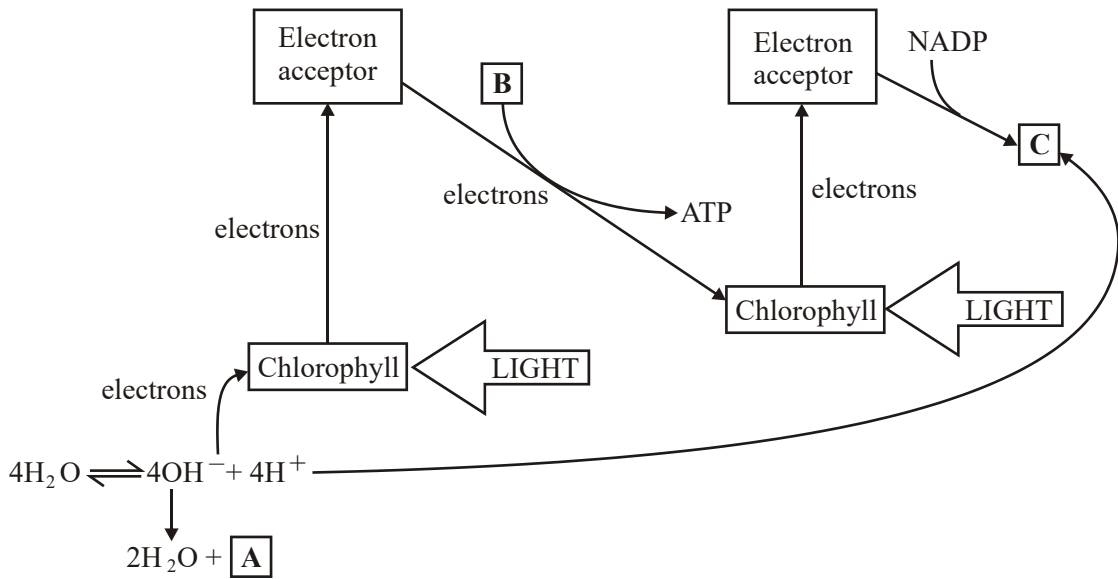 Electron
acceptor
B
Electron
acceptor
NADP
C
electrons
ATP
electrons
electrons
Chlorophyll
LIGHT
Chlorophyll
LIGHT
electrons
4H₂O ⇌ 4OH⁻ + 4H⁺
2H₂O + A